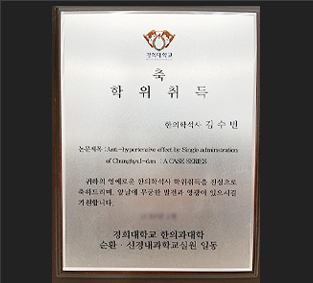 경희대학교
축
학위취득
한의학석사 김수빈
논문제목 : Anti-hypertensive effect by Single administration
of Chunghyul-dan : A CASE SERIES
귀하의 영예로운 한의학석사 학위취득을 진심으로
축하드리며, 앞날에 무궁한 발전과 영광이 있으시길
기원합니다.
경희대학교 한의과대학
순환 · 신경내과학교실원 일동